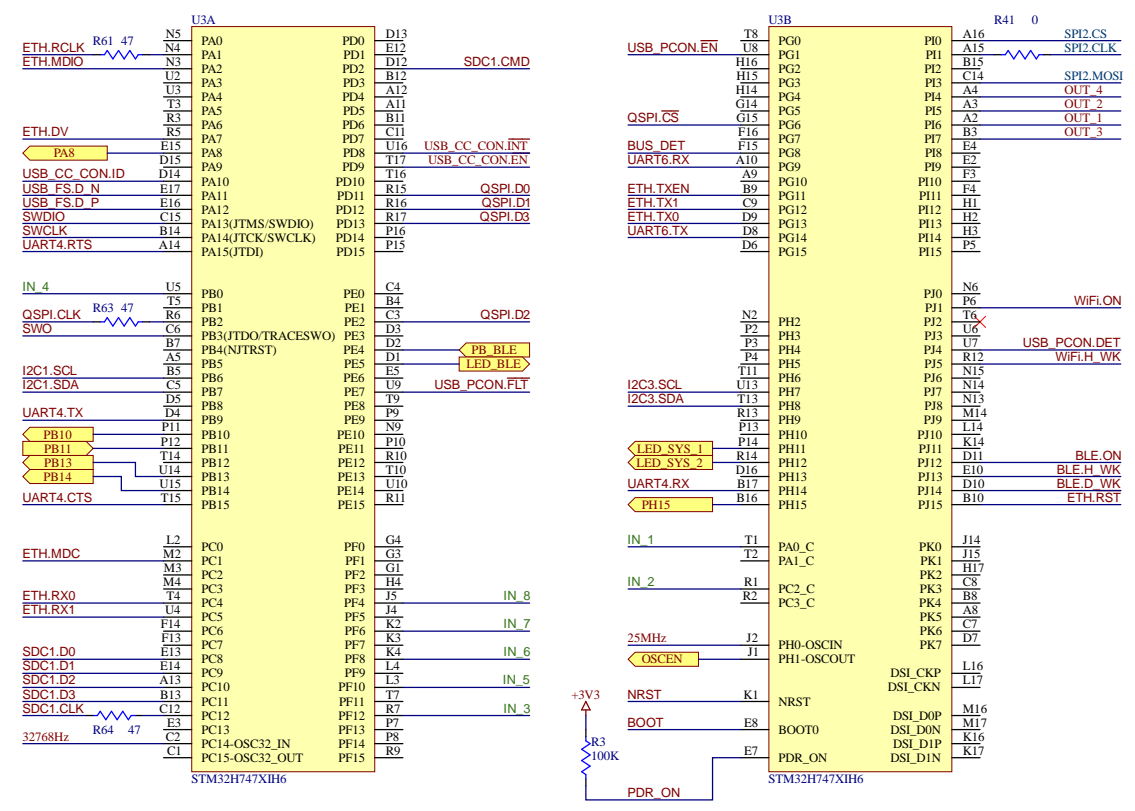 U3A
ETH.RCLK R61 47
N5 PA0 PD0 D13
N4 PA1 PD1 E12
ETH.MDIO N3 PA2 PD2 D12 SDC1.CMD
U2 PA3 PD3 B12
U3 PA4 PD4 A12
T3 PA5 PD5 A11
R3 PA6 PD6 B11
ETH.DV R5 PA7 PD7 C11
PA8 E15 PA8 PD8 U16 USB_CC_CON.INT
D15 PA9 PD9 T17 USB_CC_CON.EN
USB_CC_CON.ID D14 PA10 PD10 T16
USB_FS.D_N E17 PA11 PD11 R15 QSPI.D0
USB_FS.D_P E16 PA12 PD12 R16 QSPI.D1
SWDIO C15 PA13(JTMS/SWDIO) PD13 R17 QSPI.D3
SWCLK B14 PA14(JTCK/SWCLK) PD14 P16
UART4.RTS A14 PA15(JTDI) PD15 P15
IN_4 U5 PB0 PE0 C4
T5 PB1 PE1 B4
QSPI.CLK R63 47 R6 PB2 PE2 C3 QSPI.D2
SWO C6 PB3(JTDO/TRACESWO) PE3 D3
B7 PB4(NJTRST) PE4 D2 PB_BLE
A5 PB5 PE5 D1 LED_BLE
I2C1.SCL B5 PB6 PE6 E5
I2C1.SDA C5 PB7 PE7 U9 USB_PCON.FLT
D5 PB8 PE8 T9
UART4.TX D4 PB9 PE9 P9
PB10 P11 PB10 PE10 N9
PB11 P12 PB11 PE11 P10
PB13 T14 PB12 PE12 R10
PB14 U14 PB13 PE13 T10
U15 PB14 PE14 U10
UART4.CTS T15 PB15 PE15 R11
L2 PC0 PF0 G4
ETH.MDC M2 PC1 PF1 G3
M3 PC2 PF2 G1
M4 PC3 PF3 H4
ETH.RX0 T4 PC4 PF4 J5 IN_8
ETH.RX1 U4 PC5 PF5 J4
F14 PC6 PF6 K2 IN_7
F13 PC7 PF7 K3
SDC1.D0 E13 PC8 PF8 K4 IN_6
SDC1.D1 E14 PC9 PF9 L4
SDC1.D2 A13 PC10 PF10 L3 IN_5
SDC1.D3 B13 PC11 PF11 T7
SDC1.CLK R64 47 C12 PC12 PF12 R7 IN_3
E3 PC13 PF13 P7
32768Hz C2 PC14-OSC32_IN PF14 P8
C1 PC15-OSC32_OUT PF15 R9
STM32H747XIH6
U3B
R41 0
T8 PG0 PI0 A16 SPI2.CS
USB_PCON.EN U8 PG1 PI1 A15 SPI2.CLK
H16 PG2 PI2 B15
H15 PG3 PI3 C14 SPI2.MOSI
H14 PG4 PI4 A4 OUT_4
G14 PG5 PI5 A3 OUT_2
QSPI.CS G15 PG6 PI6 A2 OUT_1
F16 PG7 PI7 B3 OUT_3
BUS_DET F15 PG8 PI8 E4
UART6.RX A10 PG9 PI9 E2
A9 PG10 PI10 F3
ETH.TXEN B9 PG11 PI11 F4
ETH.TX1 C9 PG12 PI12 H1
ETH.TX0 D9 PG13 PI13 H2
UART6.TX D8 PG14 PI14 H3
D6 PG15 PI15 P5
PJ0 N6
PJ1 P6 WiFi.ON
N2 PH2 PJ2 T6
P2 PH3 PJ3 U6
P3 PH4 PJ4 U7 USB_PCON.DET
P4 PH5 PJ5 R12 WiFi.H_WK
T11 PH6 PJ6 N15
I2C3.SCL U13 PH7 PJ7 N14
I2C3.SDA T13 PH8 PJ8 N13
R13 PH9 PJ9 M14
P13 PH10 PJ10 L14
LED_SYS_1 P14 PH11 PJ11 K14
LED_SYS_2 R14 PH12 PJ12 D11 BLE.ON
D16 PH13 PJ13 E10 BLE.H_WK
UART4.RX B17 PH14 PJ14 D10 BLE.D_WK
PH15 B16 PH15 PJ15 B10 ETH.RST
IN_1 T1 PA0_C PK0 J14
T2 PA1_C PK1 J15
PK2 H17
IN_2 R1 PC2_C PK3 C8
R2 PC3_C PK4 B8
PK5 A8
PK6 C7
25MHz J2 PH0-OSCIN PK7 D7
OSCEN J1 PH1-OSCOUT
DSI_CKP L16
DSI_CKN L17
+3V3
NRST K1 NRST
DSI_D0P M16
BOOT E8 BOOT0 DSI_D0N M17
DSI_D1P K16
R3
100K
E7 PDR_ON DSI_D1N K17
STM32H747XIH6
PDR_ON